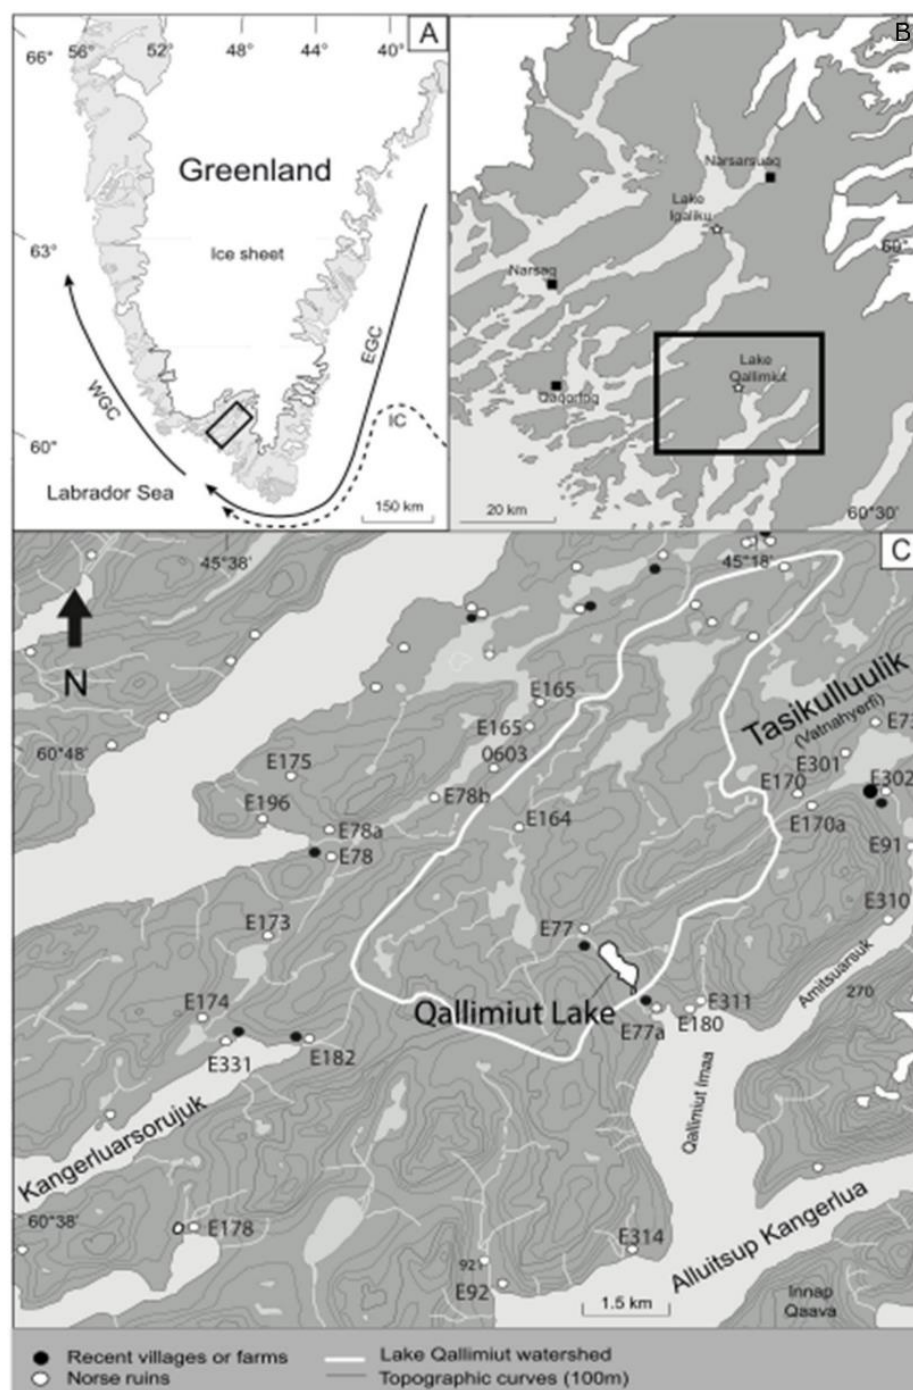 66°
56°
52°
48°
44°
40°
A
Greenland
Ice sheet
63°
EGC
WGC
IC
60°
Labrador Sea
150 km
B
Narsarsuaq
Lake
Igaliku
60°
Narsaq
Lake
Qallimiut
Qaqortoq
20 km
60°30'
C
45°38'
45°18'
N
Tasikulluulik
(Vatnahverfi)
E165
E165
0603
60°48'
E175
E196
E78b
E78a
E78
E164
E301
E170
E302
E170a
E91
E310
E173
E77
Amitsuarsuk
270
E174
Qallimiut Lake
E311
E180
E77a
E331
E182
Qallimiut Imaa
Kangerluarsorujuk
60°38'
E178
E314
Alluitsup Kangerlua
921
E92
1.5 km
Innap
Qaava
Recent villages or farms
Lake Qallimiut watershed
Norse ruins
Topographic curves (100m)